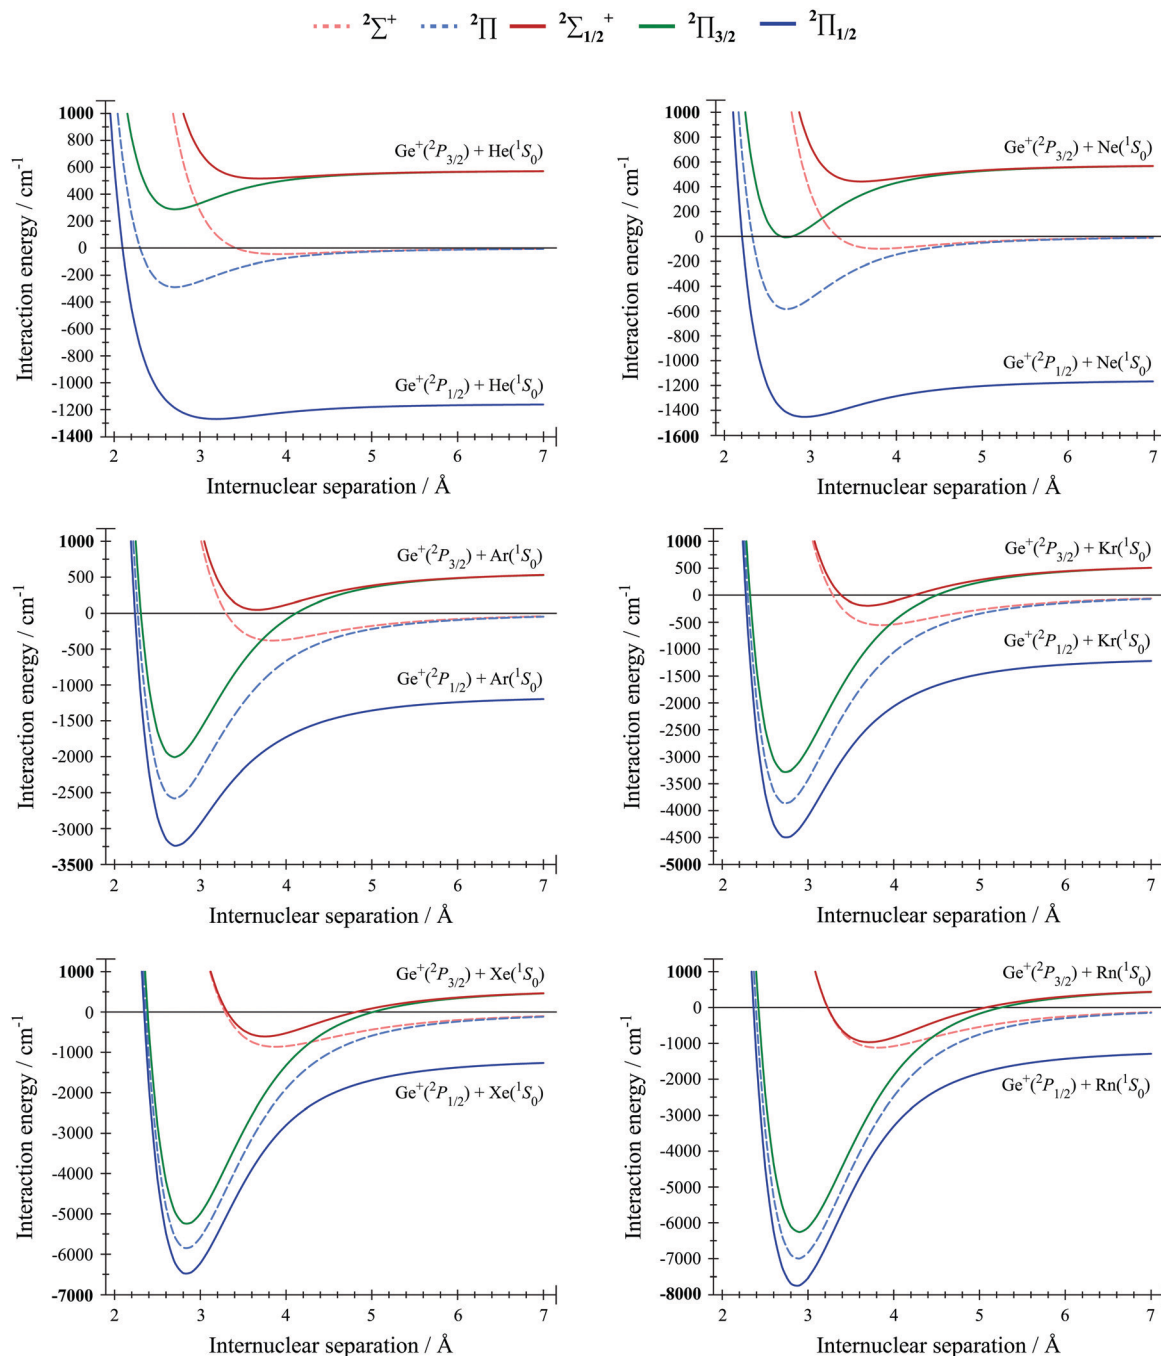 ²Σ⁺ ²Π ²Σ₁/₂⁺ ²Π₃/₂ ²Π₁/₂
Interaction energy / cm⁻¹
1000
800
600
400
200
0
-200
-400
-600
-800
-1000
-1200
-1400
Ge⁺(²P₃/₂) + He(¹S₀)
Ge⁺(²P₁/₂) + He(¹S₀)
2 3 4 5 6 7
Internuclear separation / Å
Interaction energy / cm⁻¹
1000
800
600
400
200
0
-200
-400
-600
-800
-1000
-1200
-1400
-1600
Ge⁺(²P₃/₂) + Ne(¹S₀)
Ge⁺(²P₁/₂) + Ne(¹S₀)
2 3 4 5 6 7
Internuclear separation / Å
Interaction energy / cm⁻¹
1000
500
0
-500
-1000
-1500
-2000
-2500
-3000
-3500
Ge⁺(²P₃/₂) + Ar(¹S₀)
Ge⁺(²P₁/₂) + Ar(¹S₀)
2 3 4 5 6 7
Internuclear separation / Å
Interaction energy / cm⁻¹
1000
500
0
-500
-1000
-1500
-2000
-2500
-3000
-3500
-4000
-4500
-5000
Ge⁺(²P₃/₂) + Kr(¹S₀)
Ge⁺(²P₁/₂) + Kr(¹S₀)
2 3 4 5 6 7
Internuclear separation / Å
Interaction energy / cm⁻¹
1000
0
-1000
-2000
-3000
-4000
-5000
-6000
-7000
Ge⁺(²P₃/₂) + Xe(¹S₀)
Ge⁺(²P₁/₂) + Xe(¹S₀)
2 3 4 5 6 7
Internuclear separation / Å
Interaction energy / cm⁻¹
1000
0
-1000
-2000
-3000
-4000
-5000
-6000
-7000
-8000
Ge⁺(²P₃/₂) + Rn(¹S₀)
Ge⁺(²P₁/₂) + Rn(¹S₀)
2 3 4 5 6 7
Internuclear separation / Å